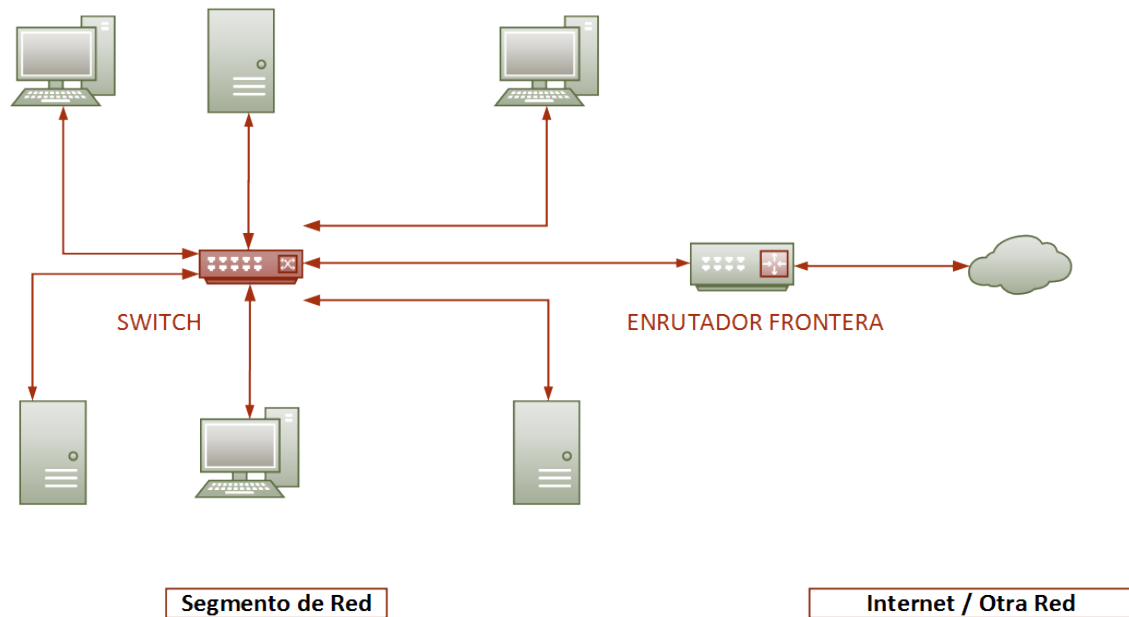 SWITCH
ENRUTADOR FRONTERA
Segmento de Red
Internet / Otra Red